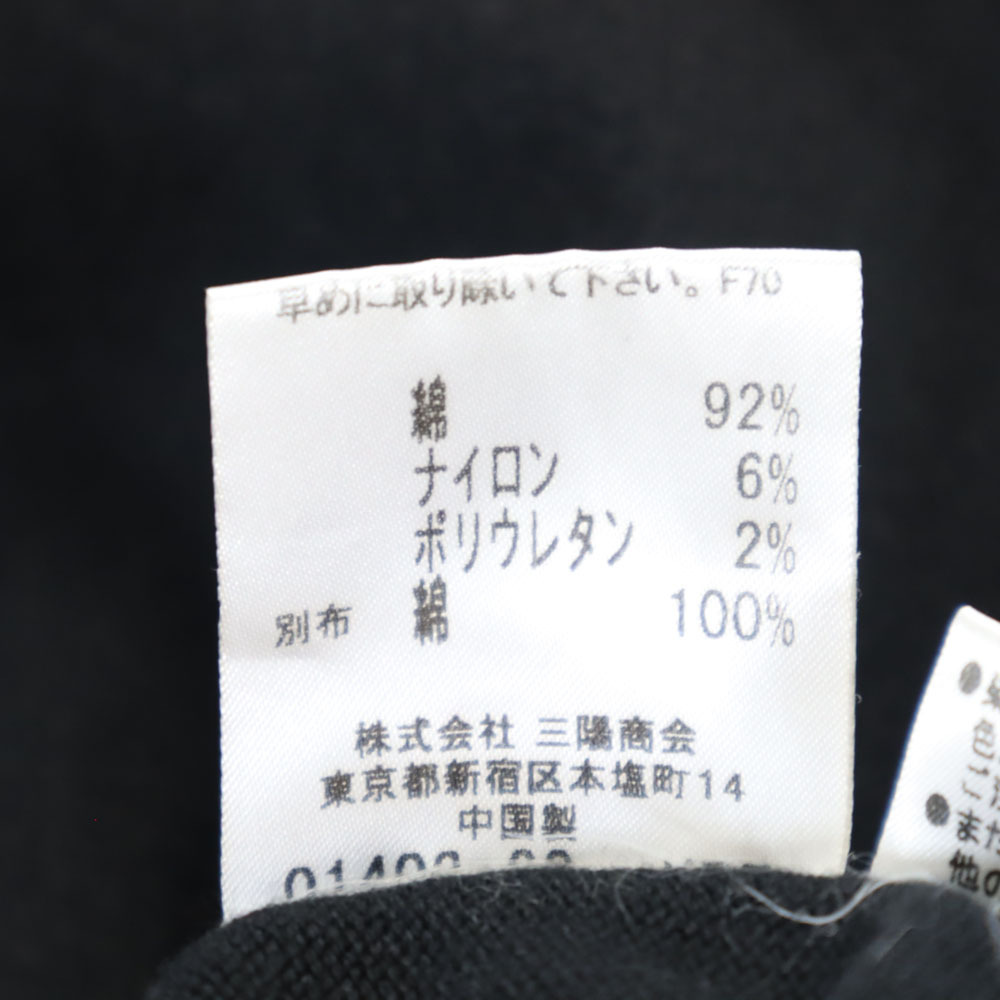 早めに取り除いて下さい。F70
綿 92%
ナイロン 6%
ポリウレタン 2%
別布 綿 100%
株式会社 三陽商会
東京都新宿区本塩町14
中国製